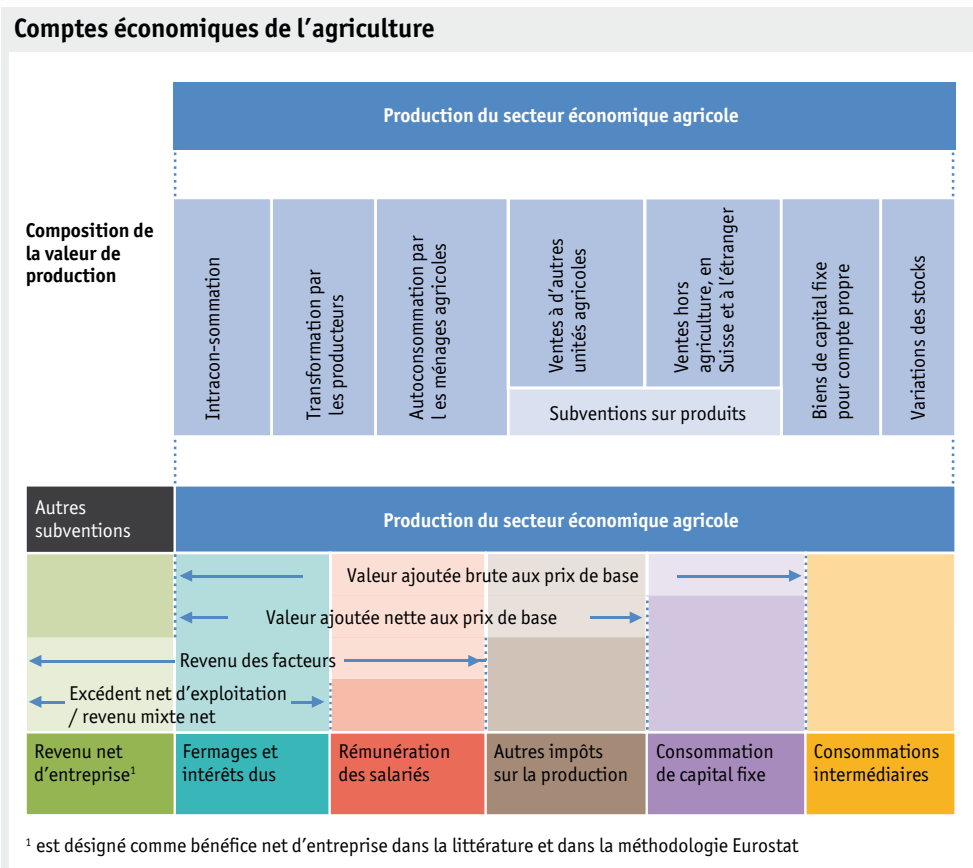 Comptes économiques de l'agriculture
Production du secteur économique agricole
Composition de
la valeur de
production
Intracon-sommation
Transformation par
les producteurs
Autoconsommation par
l es ménages agricoles
Ventes à d'autres
unités agricoles
Ventes hors
agriculture, en
Suisse et à l'étranger
Subventions sur produits
Biens de capital fixe
pour compte propre
Variations des stocks
Autres
subventions
Production du secteur économique agricole
Valeur ajoutée brute aux prix de base
Valeur ajoutée nette aux prix de base
Revenu des facteurs
Excédent net d'exploitation
/ revenu mixte net
Revenu net
d'entreprise¹
Fermages et
intérêts dus
Rémunération
des salariés
Autres impôts
sur la production
Consommation
de capital fixe
Consommations
intermédiaires
¹ est désigné comme bénéfice net d'entreprise dans la littérature et dans la méthodologie Eurostat